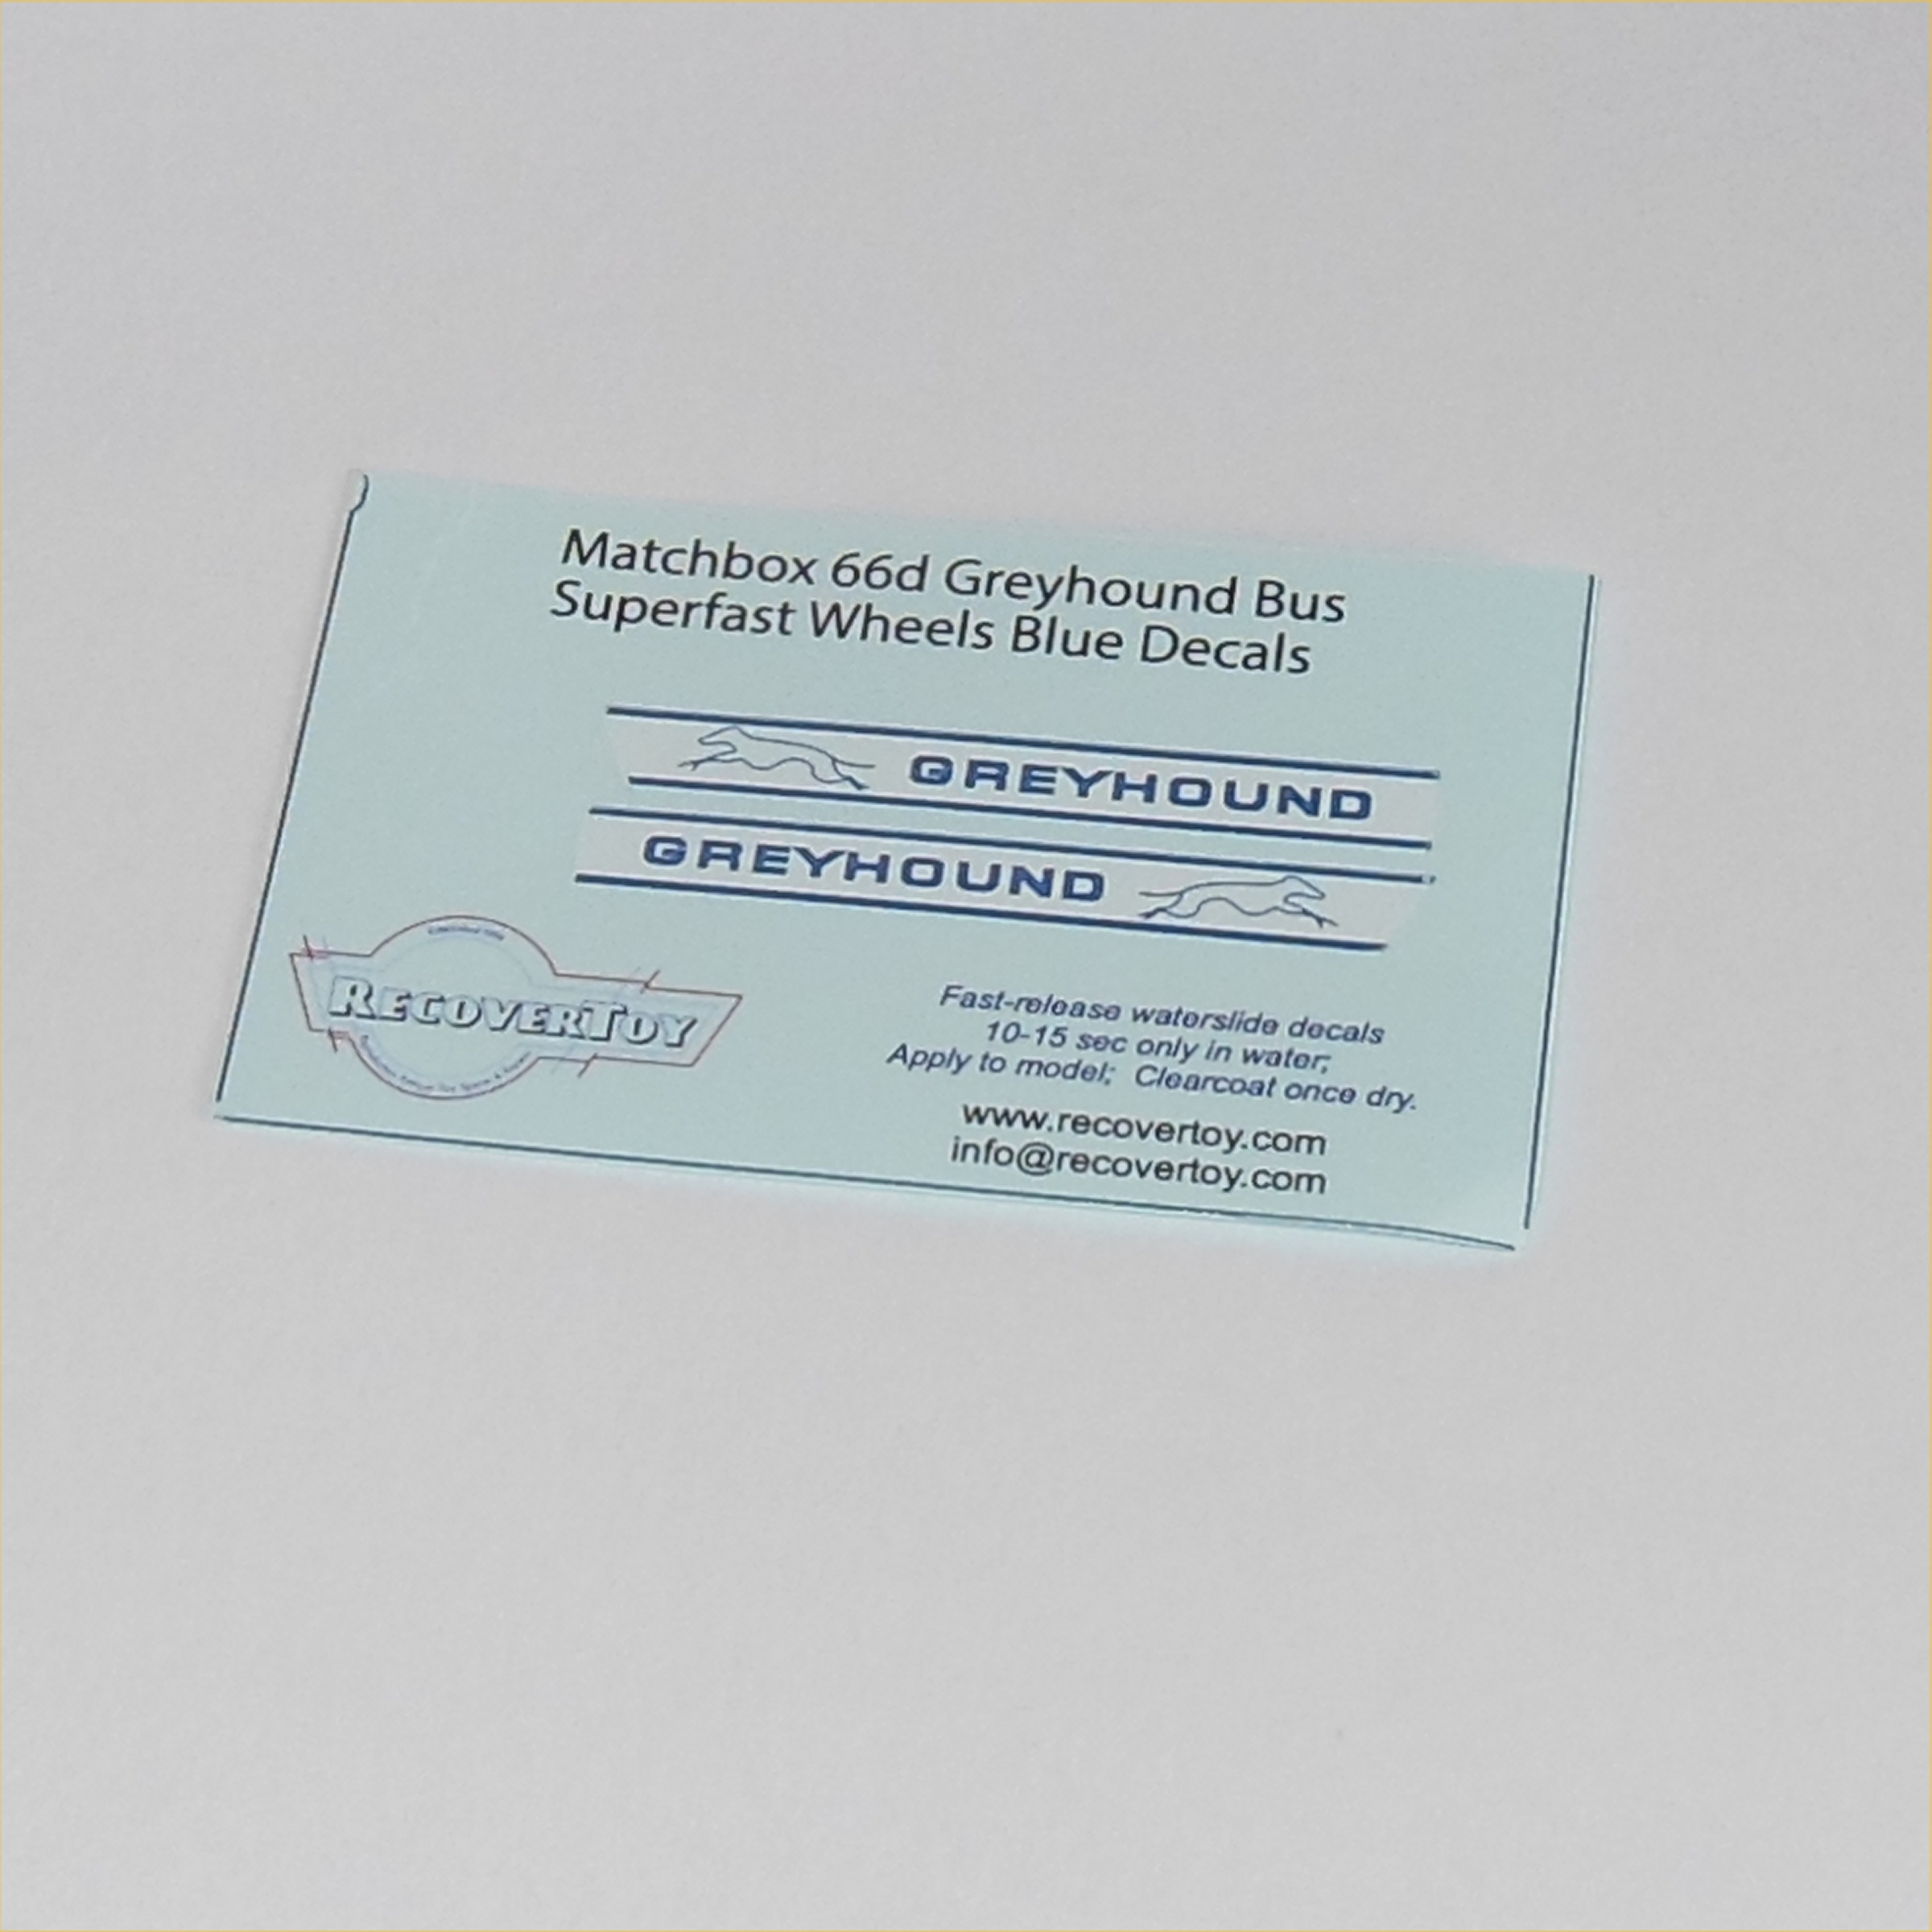 Matchbox 66d Greyhound Bus
Superfast Wheels Blue Decals
GREYHOUND
GREYHOUND
RECOVERTOY
Fast-release waterslide decals
10-15 sec only in water;
Apply to model; Clearcoat once dry.
www.recovertoy.com
info@recovertoy.com